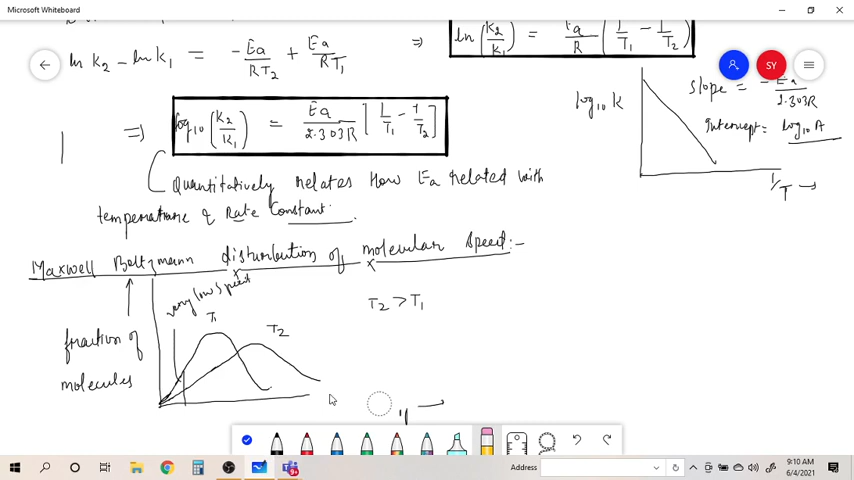 ln K2 - ln K1 = -Ea/RT2 + Ea/RT1 ⇒ ln (K2/K1) = Ea/R (1/T1 - 1/T2)
SY
⇒ log10 (K2/K1) = Ea/2.303R [1/T1 - 1/T2]
log10 K
Slope = - Ea/2.303R
Intercept = log10 A
1/T →
Quantitatively relates How Ea related with
temperature & Rate Constant.
Maxwell Boltzmann disturbution of molecular Speed:-
very low speed
T1
T2
T2 > T1
fraction of
molecules
Address
9:10 AM
6/4/2021